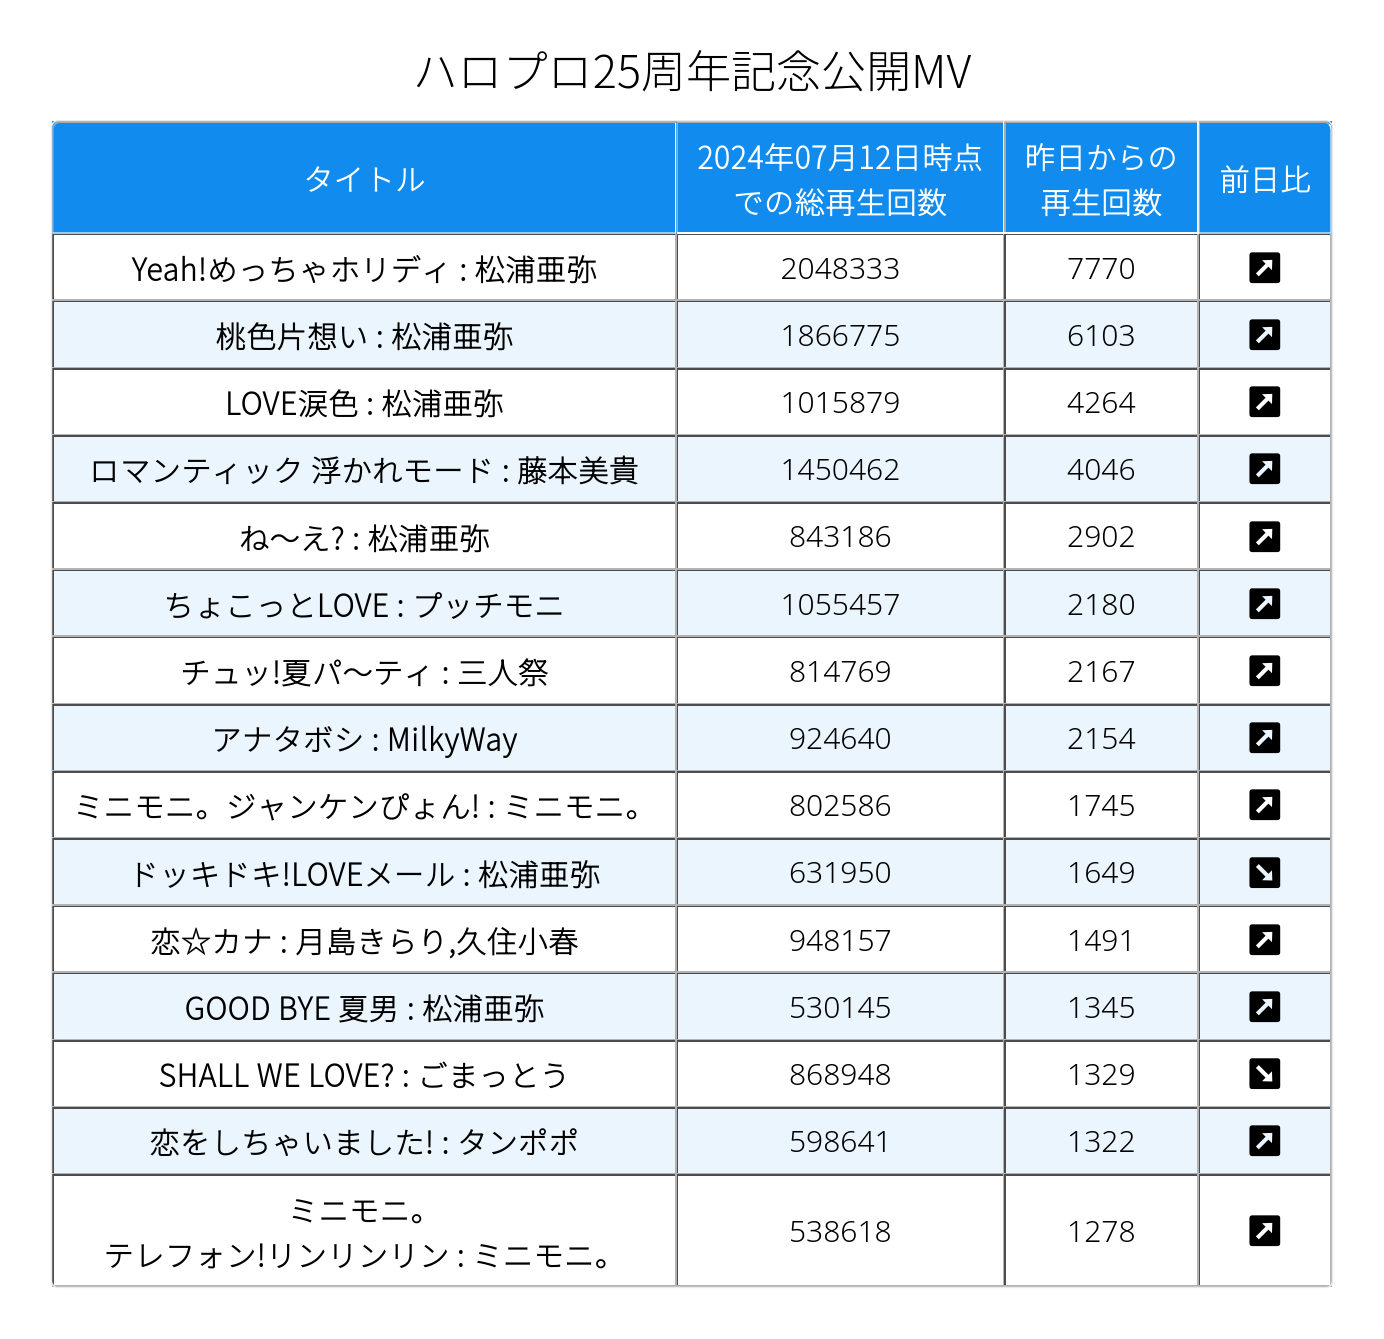 ハロプロ25周年記念公開MV
タイトル
2024年07月12日時点
での総再生回数
昨日からの
再生回数
前日比
Yeah!めっちゃホリディ : 松浦亜弥 2048333 7770 ↗
桃色片想い : 松浦亜弥 1866775 6103 ↗
LOVE涙色 : 松浦亜弥 1015879 4264 ↗
ロマンティック 浮かれモード : 藤本美貴 1450462 4046 ↗
ね～え? : 松浦亜弥 843186 2902 ↗
ちょこっとLOVE : プッチモニ 1055457 2180 ↗
チュッ!夏パ～ティ : 三人祭 814769 2167 ↗
アナタボシ : MilkyWay 924640 2154 ↗
ミニモニ。ジャンケンぴょん! : ミニモニ。 802586 1745 ↗
ドッキドキ!LOVEメール : 松浦亜弥 631950 1649 ↘
恋☆カナ : 月島きらり,久住小春 948157 1491 ↗
GOOD BYE 夏男 : 松浦亜弥 530145 1345 ↗
SHALL WE LOVE? : ごまっとう 868948 1329 ↘
恋をしちゃいました! : タンポポ 598641 1322 ↗
ミニモニ。
テレフォン!リンリンリン : ミニモニ。 538618 1278 ↗